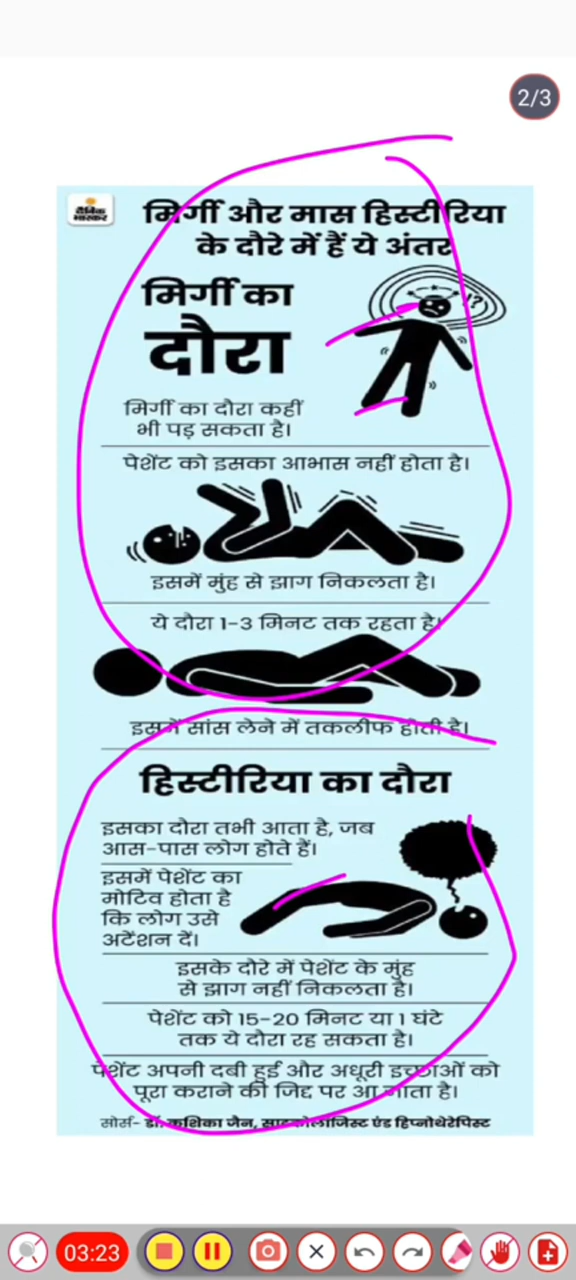 2/3
दैनिक
भास्कर
मिर्गी और मास हिस्टीरिया
के दौरे में हैं ये अंतर
मिर्गी का
दौरा
!?
मिर्गी का दौरा कहीं
भी पड़ सकता है।
पेशेंट को इसका आभास नहीं होता है।
इसमें मुंह से झाग निकलता है।
ये दौरा 1-3 मिनट तक रहता है।
इसमें सांस लेने में तकलीफ होती है।
हिस्टीरिया का दौरा
इसका दौरा तभी आता है, जब
आस-पास लोग होते हैं।
इसमें पेशेंट का
मोटिव होता है
कि लोग उसे
अटेंशन दें।
इसके दौरे में पेशेंट के मुंह
से झाग नहीं निकलता है।
पेशेंट को 15-20 मिनट या 1 घंटे
तक ये दौरा रह सकता है।
पेशेंट अपनी दबी हुई और अधूरी इच्छाओं को
पूरा कराने की जिद्द पर आ जाता है।
सोर्स- डॉ. कशिका जैन, साइकोलॉजिस्ट एंड हिप्नोथेरेपिस्ट
03:23